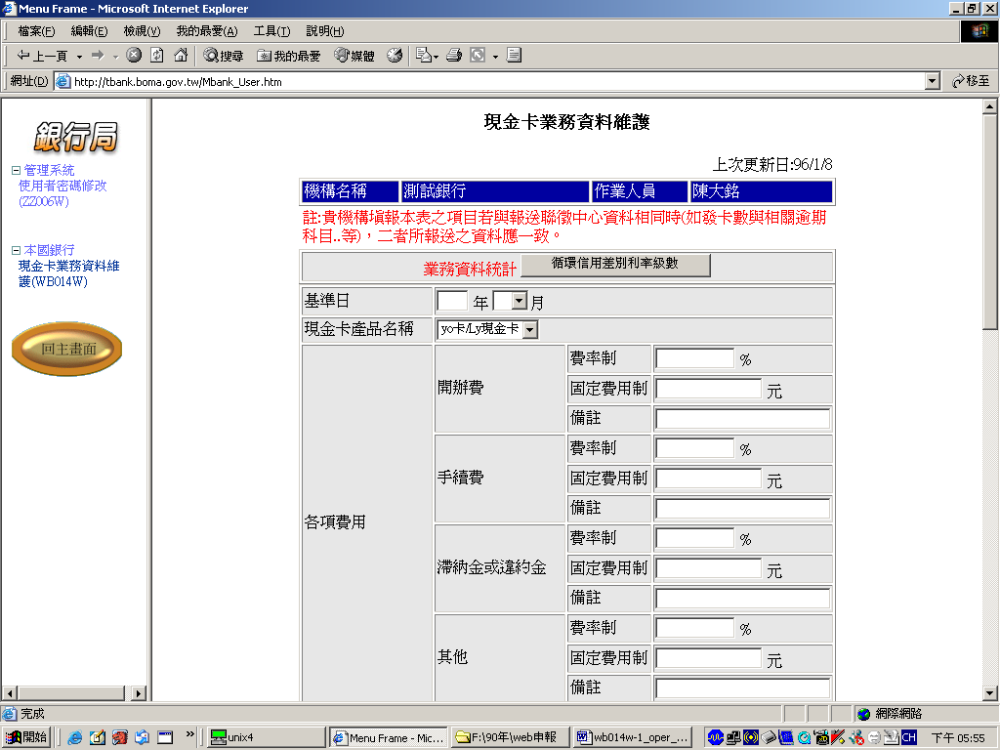 Menu Frame - Microsoft Internet Explorer
檔案(F) 編輯(E) 檢視(V) 我的最愛(A) 工具(T) 說明(H)
上一頁 搜尋 我的最愛 媒體
網址(D) http://tbank.boma.gov.tw/Mbank_User.htm 移至
銀行局
管理系統
使用者密碼修改
(ZZ006W)
本國銀行
現金卡業務資料維
護(WB014W)
回主畫面
現金卡業務資料維護
上次更新日:96/1/8
機構名稱 測試銀行 作業人員 陳大銘
註:貴機構填報本表之項目若與報送聯徵中心資料相同時(如發卡數與相關逾期
科目..等)，二者所報送之資料應一致。
業務資料統計 循環信用差別利率級數
基準日 年 月
現金卡產品名稱 yo卡/Ly現金卡
各項費用
開辦費
費率制 %
固定費用制 元
備註
手續費
費率制 %
固定費用制 元
備註
滯納金或違約金
費率制 %
固定費用制 元
備註
其他
費率制 %
固定費用制 元
備註
完成 網際網路
開始 » unix4 Menu Frame - Mic... F:\90年\web申報 wb014w-1_oper_... CH 下午 05:55